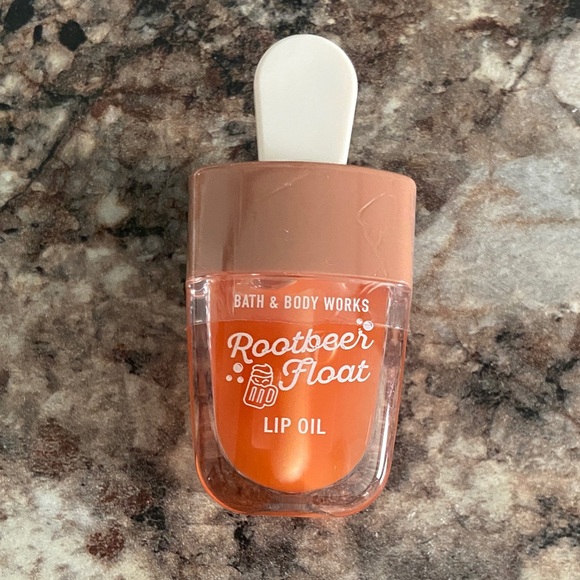 BATH & BODY WORKS
Rootbeer
Float
LIP OIL